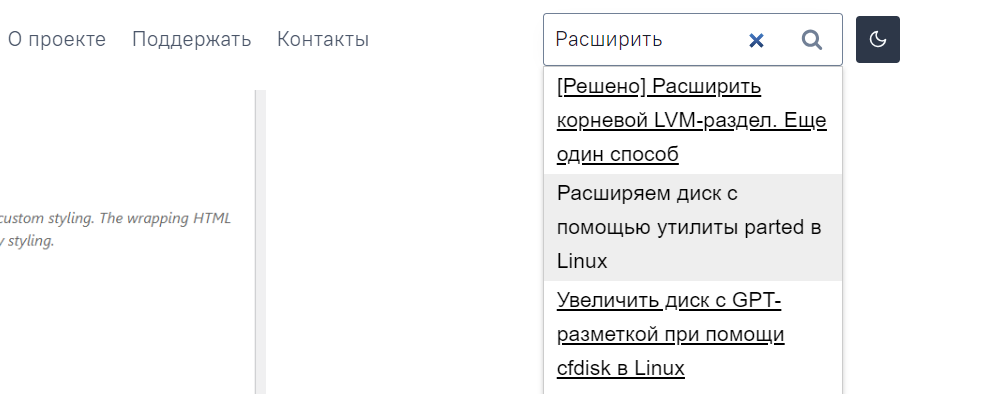 О проекте Поддержать Контакты Расширить
[Решено] Расширить
корневой LVM-раздел. Еще
один способ
Расширяем диск с
помощью утилиты parted в
Linux
Увеличить диск с GPT-
разметкой при помощи
cfdisk в Linux
custom styling. The wrapping HTML
styling.